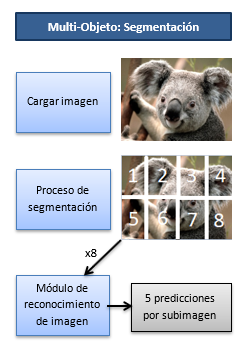 Multi-Objeto: Segmentación
Cargar imagen
Proceso de
segmentación
1 2 3 4
5 6 7 8
x8
Módulo de
reconocimiento
de imagen
5 predicciones
por subimagen